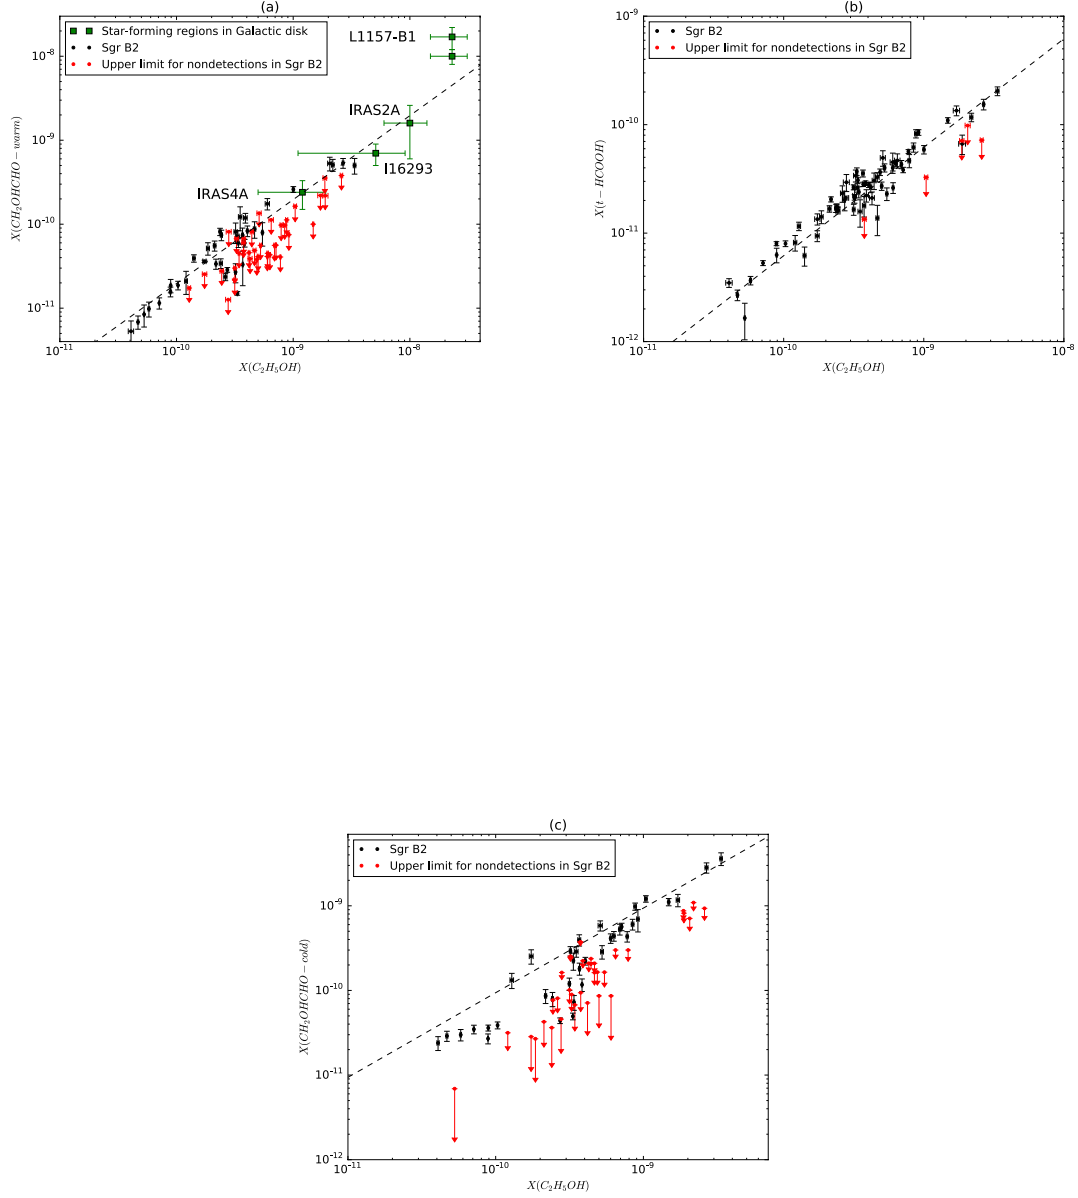 (a)
Star-forming regions in Galactic disk
Sgr B2
Upper limit for nondetections in Sgr B2
L1157-B1
IRAS2A
I16293
IRAS4A
X(CH₂OHCHO−warm)
10⁻⁸
10⁻⁹
10⁻¹⁰
10⁻¹¹
10⁻¹¹ 10⁻¹⁰ 10⁻⁹ 10⁻⁸
X(C₂H₅OH)
(b)
Sgr B2
Upper limit for nondetections in Sgr B2
X(t−HCOOH)
10⁻⁹
10⁻¹⁰
10⁻¹¹
10⁻¹²
10⁻¹¹ 10⁻¹⁰ 10⁻⁹ 10⁻⁸
X(C₂H₅OH)
(c)
Sgr B2
Upper limit for nondetections in Sgr B2
X(CH₂OHCHO−cold)
10⁻⁹
10⁻¹⁰
10⁻¹¹
10⁻¹²
10⁻¹¹ 10⁻¹⁰ 10⁻⁹
X(C₂H₅OH)